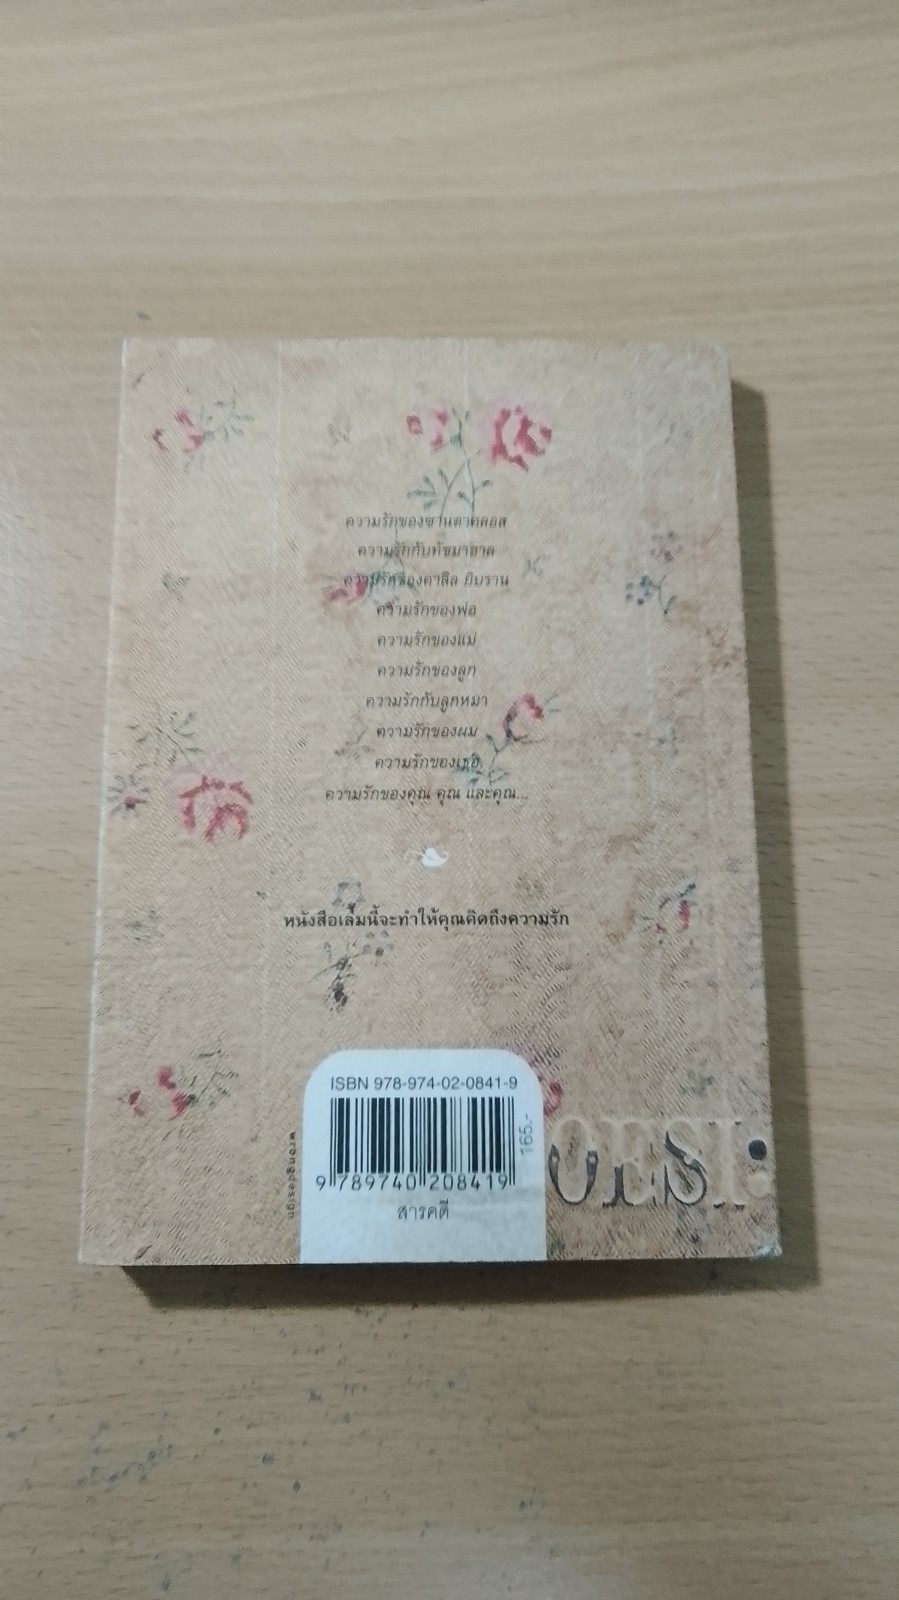 ความรักของซานตาคลอส
ความรักกับทัชมาฮาล
ความรักของคาลิล ยิบราน
ความรักของพ่อ
ความรักของแม่
ความรักของลูก
ความรักกับลูกหมา
ความรักของผม
ความรักของเธอ
ความรักของคุณ คุณ และคุณ...
หนังสือเล่มนี้จะทำให้คุณคิดถึงความรัก
ISBN 978-974-02-0841-9
165.-
9 789740 208419
สารคดี
wrongdesign